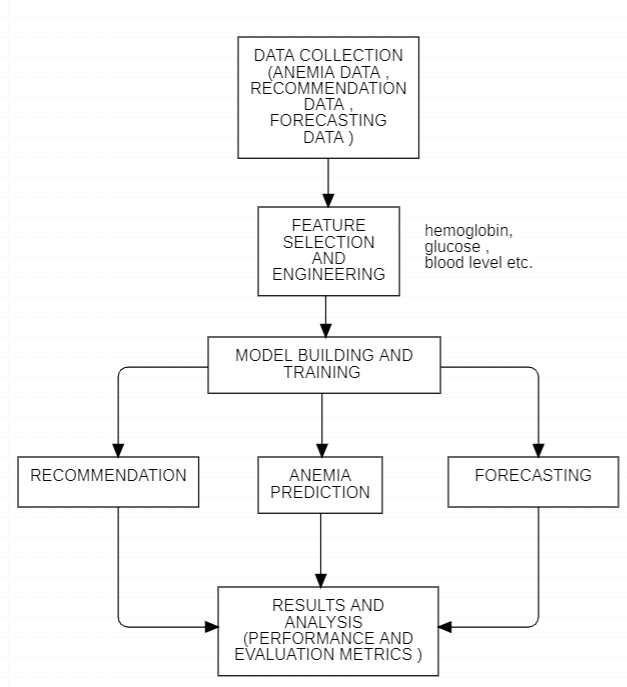 DATA COLLECTION
(ANEMIA DATA ,
RECOMMENDATION
DATA ,
FORECASTING
DATA )
FEATURE
SELECTION
AND
ENGINEERING
hemoglobin,
glucose ,
blood level etc.
MODEL BUILDING AND
TRAINING
RECOMMENDATION
ANEMIA
PREDICTION
FORECASTING
RESULTS AND
ANALYSIS
(PERFORMANCE AND
EVALUATION METRICS )